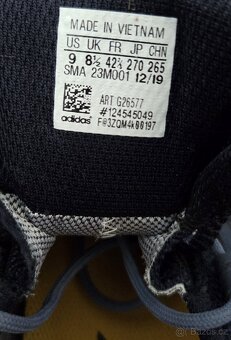 MADE IN VIETNAM
US UK FR JP CHN
9 8½ 42⅔ 270 265
SMA 23M001 12/19
ART G26577
#124545049
adidas F@3ZQM4k00197